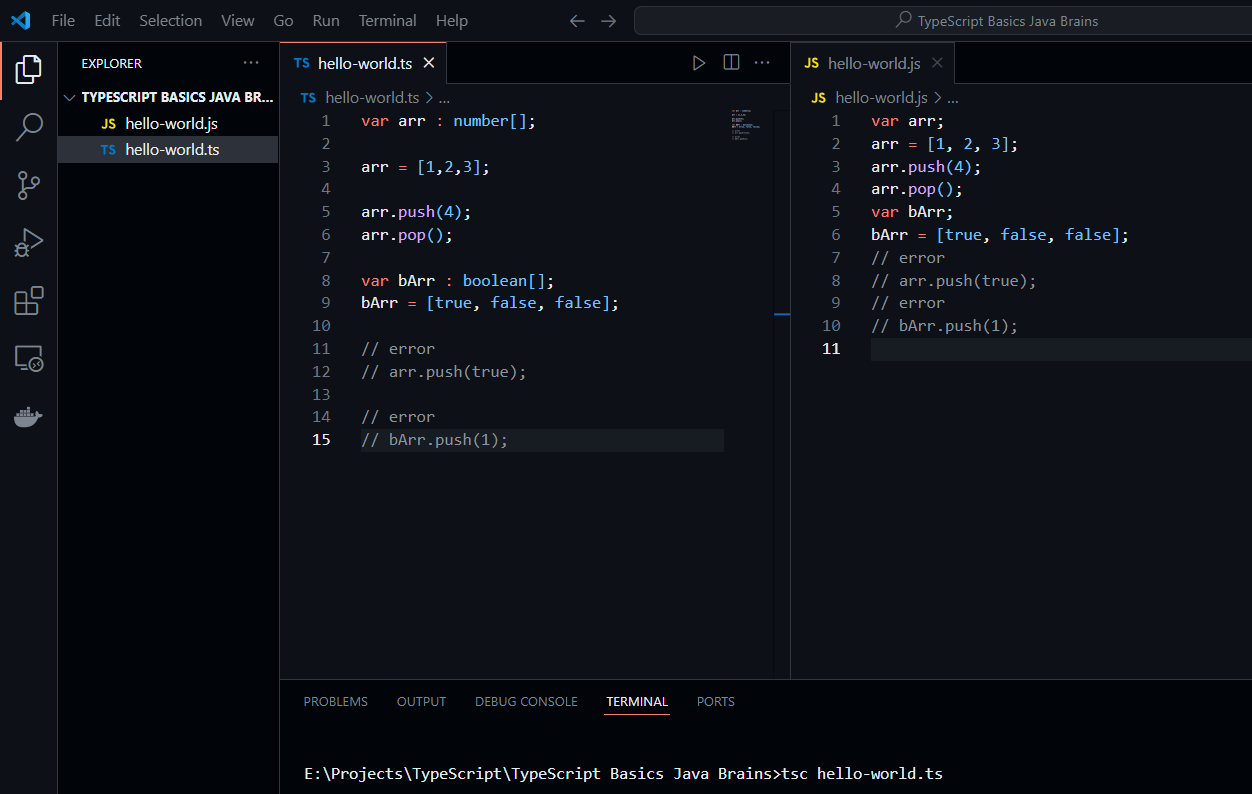 File Edit Selection View Go Run Terminal Help
TypeScript Basics Java Brains
EXPLORER
TYPESCRIPT BASICS JAVA BR...
JS hello-world.js
TS hello-world.ts
TS hello-world.ts
TS hello-world.ts > ...
1 var arr : number[];
2
3 arr = [1,2,3];
4
5 arr.push(4);
6 arr.pop();
7
8 var bArr : boolean[];
9 bArr = [true, false, false];
10
11 // error
12 // arr.push(true);
13
14 // error
15 // bArr.push(1);
JS hello-world.js
JS hello-world.js > ...
1 var arr;
2 arr = [1, 2, 3];
3 arr.push(4);
4 arr.pop();
5 var bArr;
6 bArr = [true, false, false];
7 // error
8 // arr.push(true);
9 // error
10 // bArr.push(1);
11
PROBLEMS OUTPUT DEBUG CONSOLE TERMINAL PORTS
E:\Projects\TypeScript\TypeScript Basics Java Brains>tsc hello-world.ts